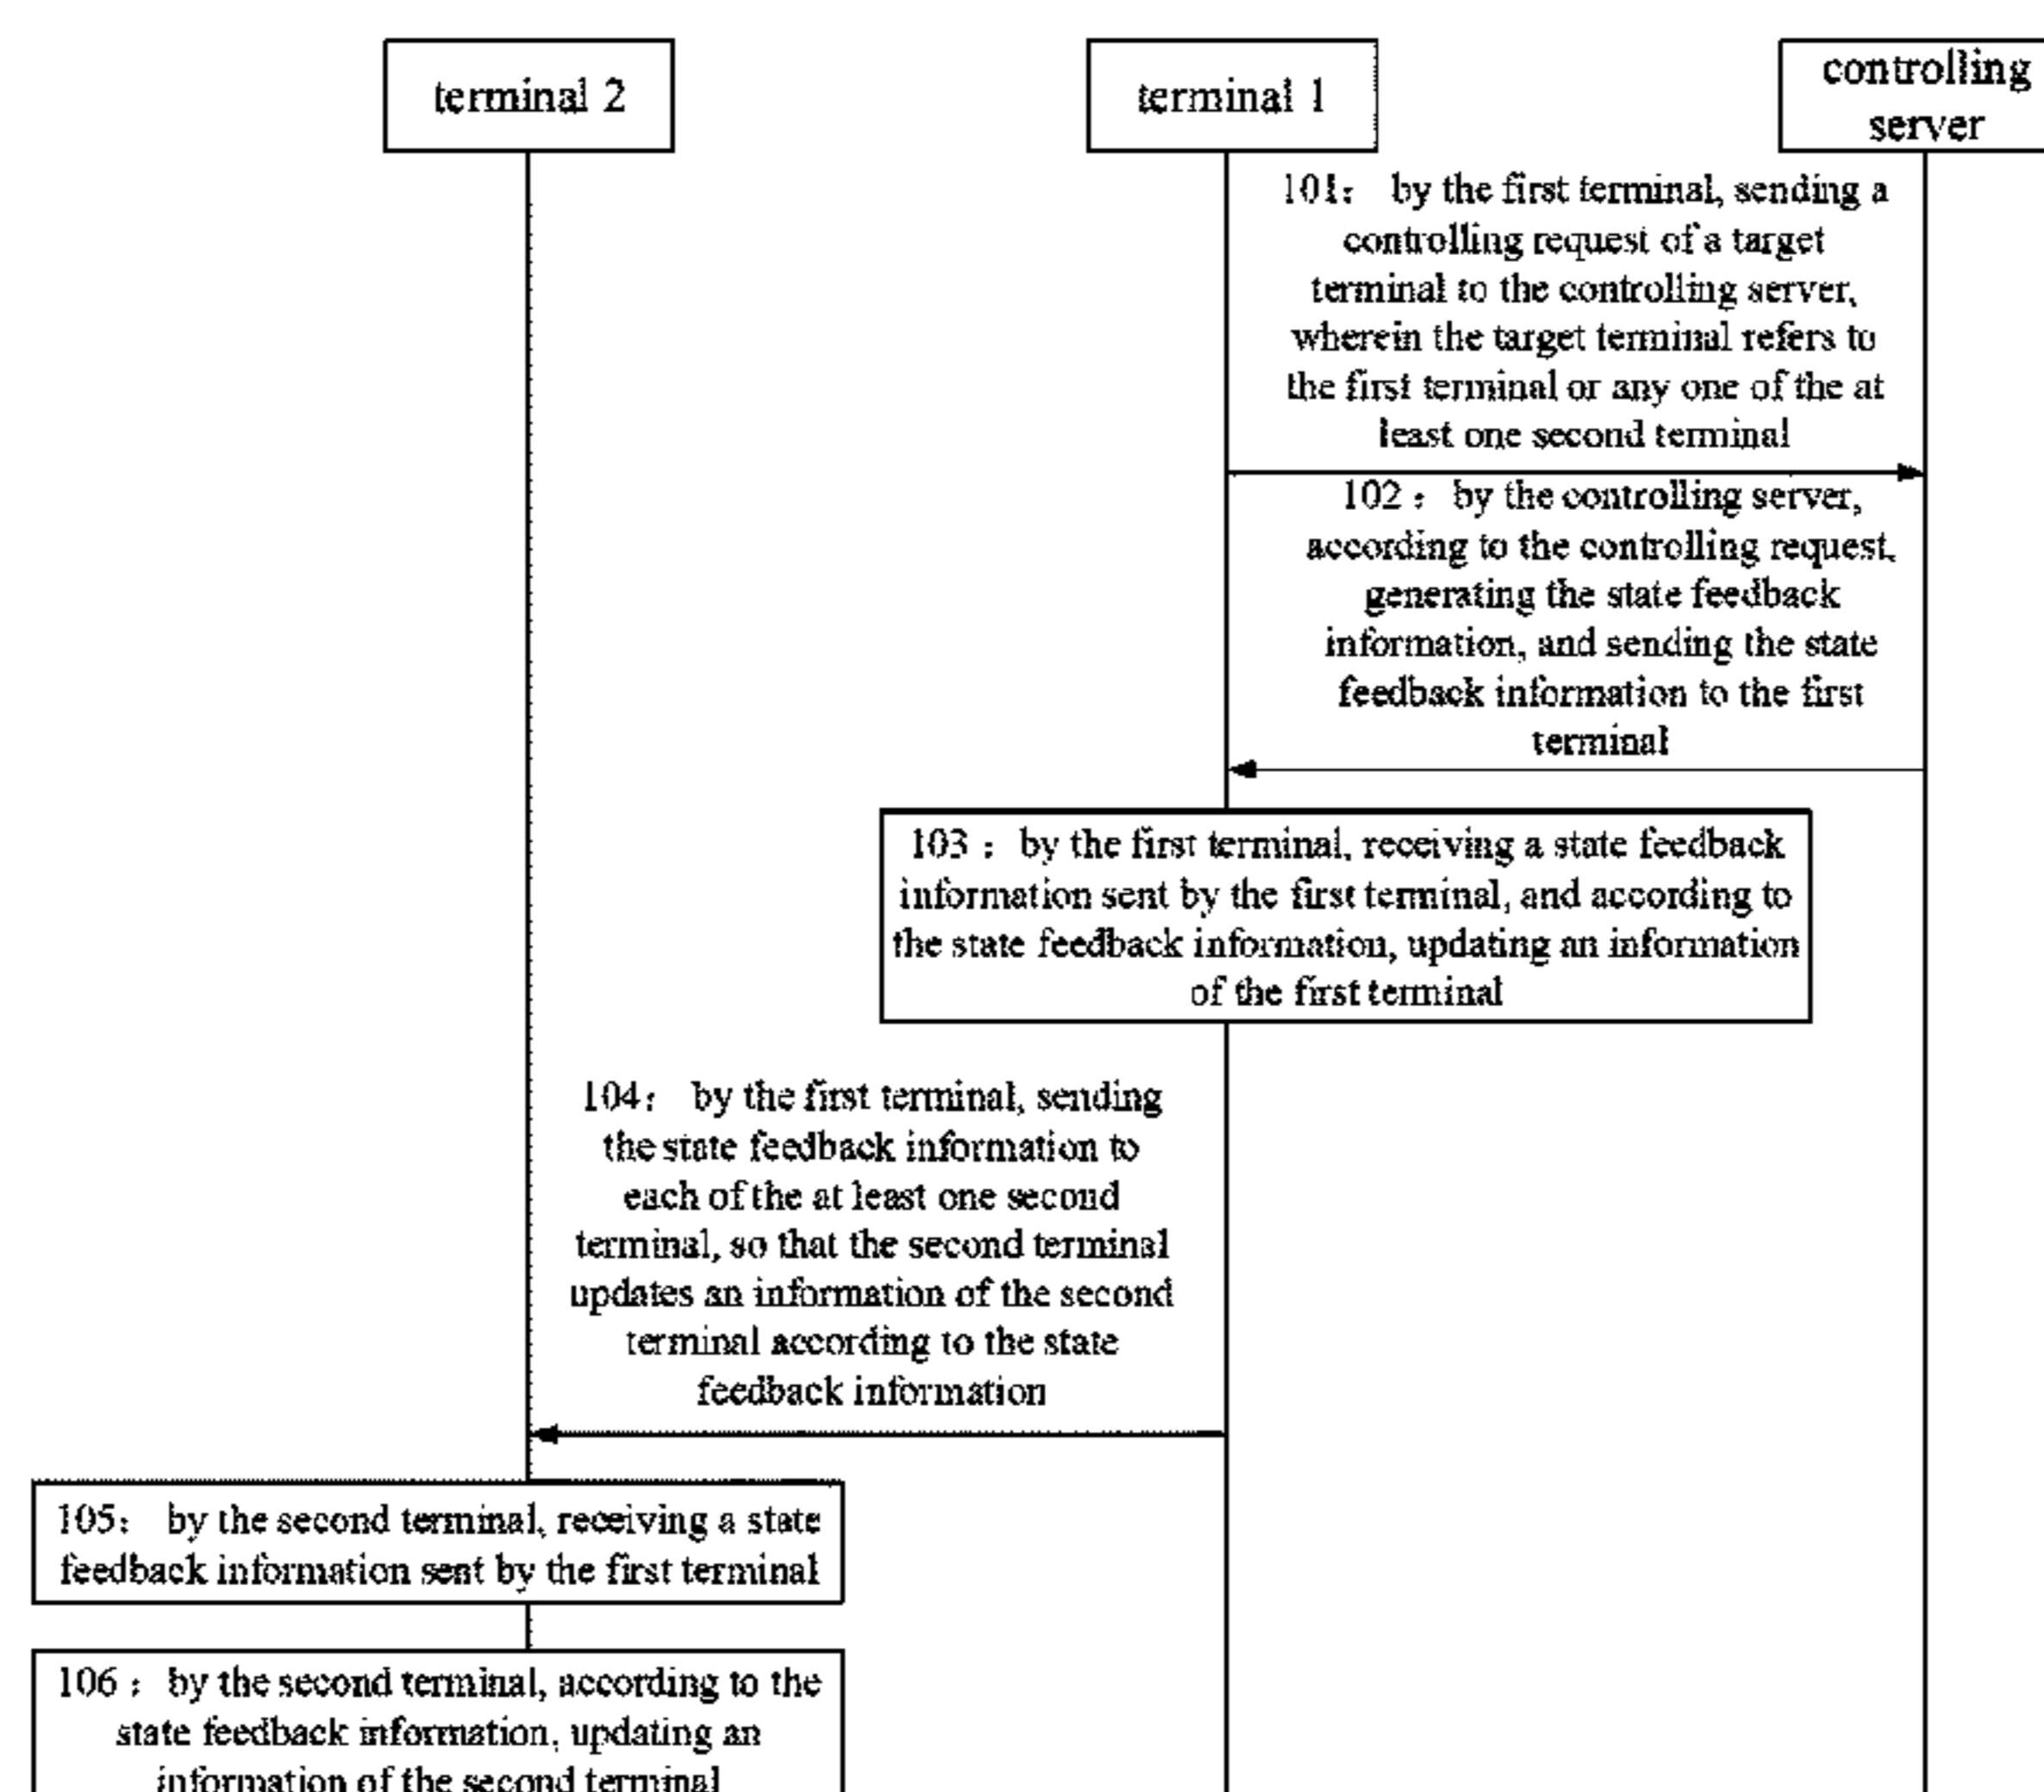 terminal 2
terminal 1
controlling
server
101: by the first terminal, sending a
controlling request of a target
terminal to the controlling server,
wherein the target terminal refers to
the first terminal or any one of the at
least one second terminal
102 : by the controlling server,
according to the controlling request,
generating the state feedback
information, and sending the state
feedback information to the first
terminal
103 : by the first terminal, receiving a state feedback
information sent by the first terminal, and according to
the state feedback information, updating an information
of the first terminal
104: by the first terminal, sending
the state feedback information to
each of the at least one second
terminal, so that the second terminal
updates an information of the second
terminal according to the state
feedback information
105: by the second terminal, receiving a state
feedback information sent by the first terminal
106 : by the second terminal, according to the
state feedback information, updating an
information of the second terminal